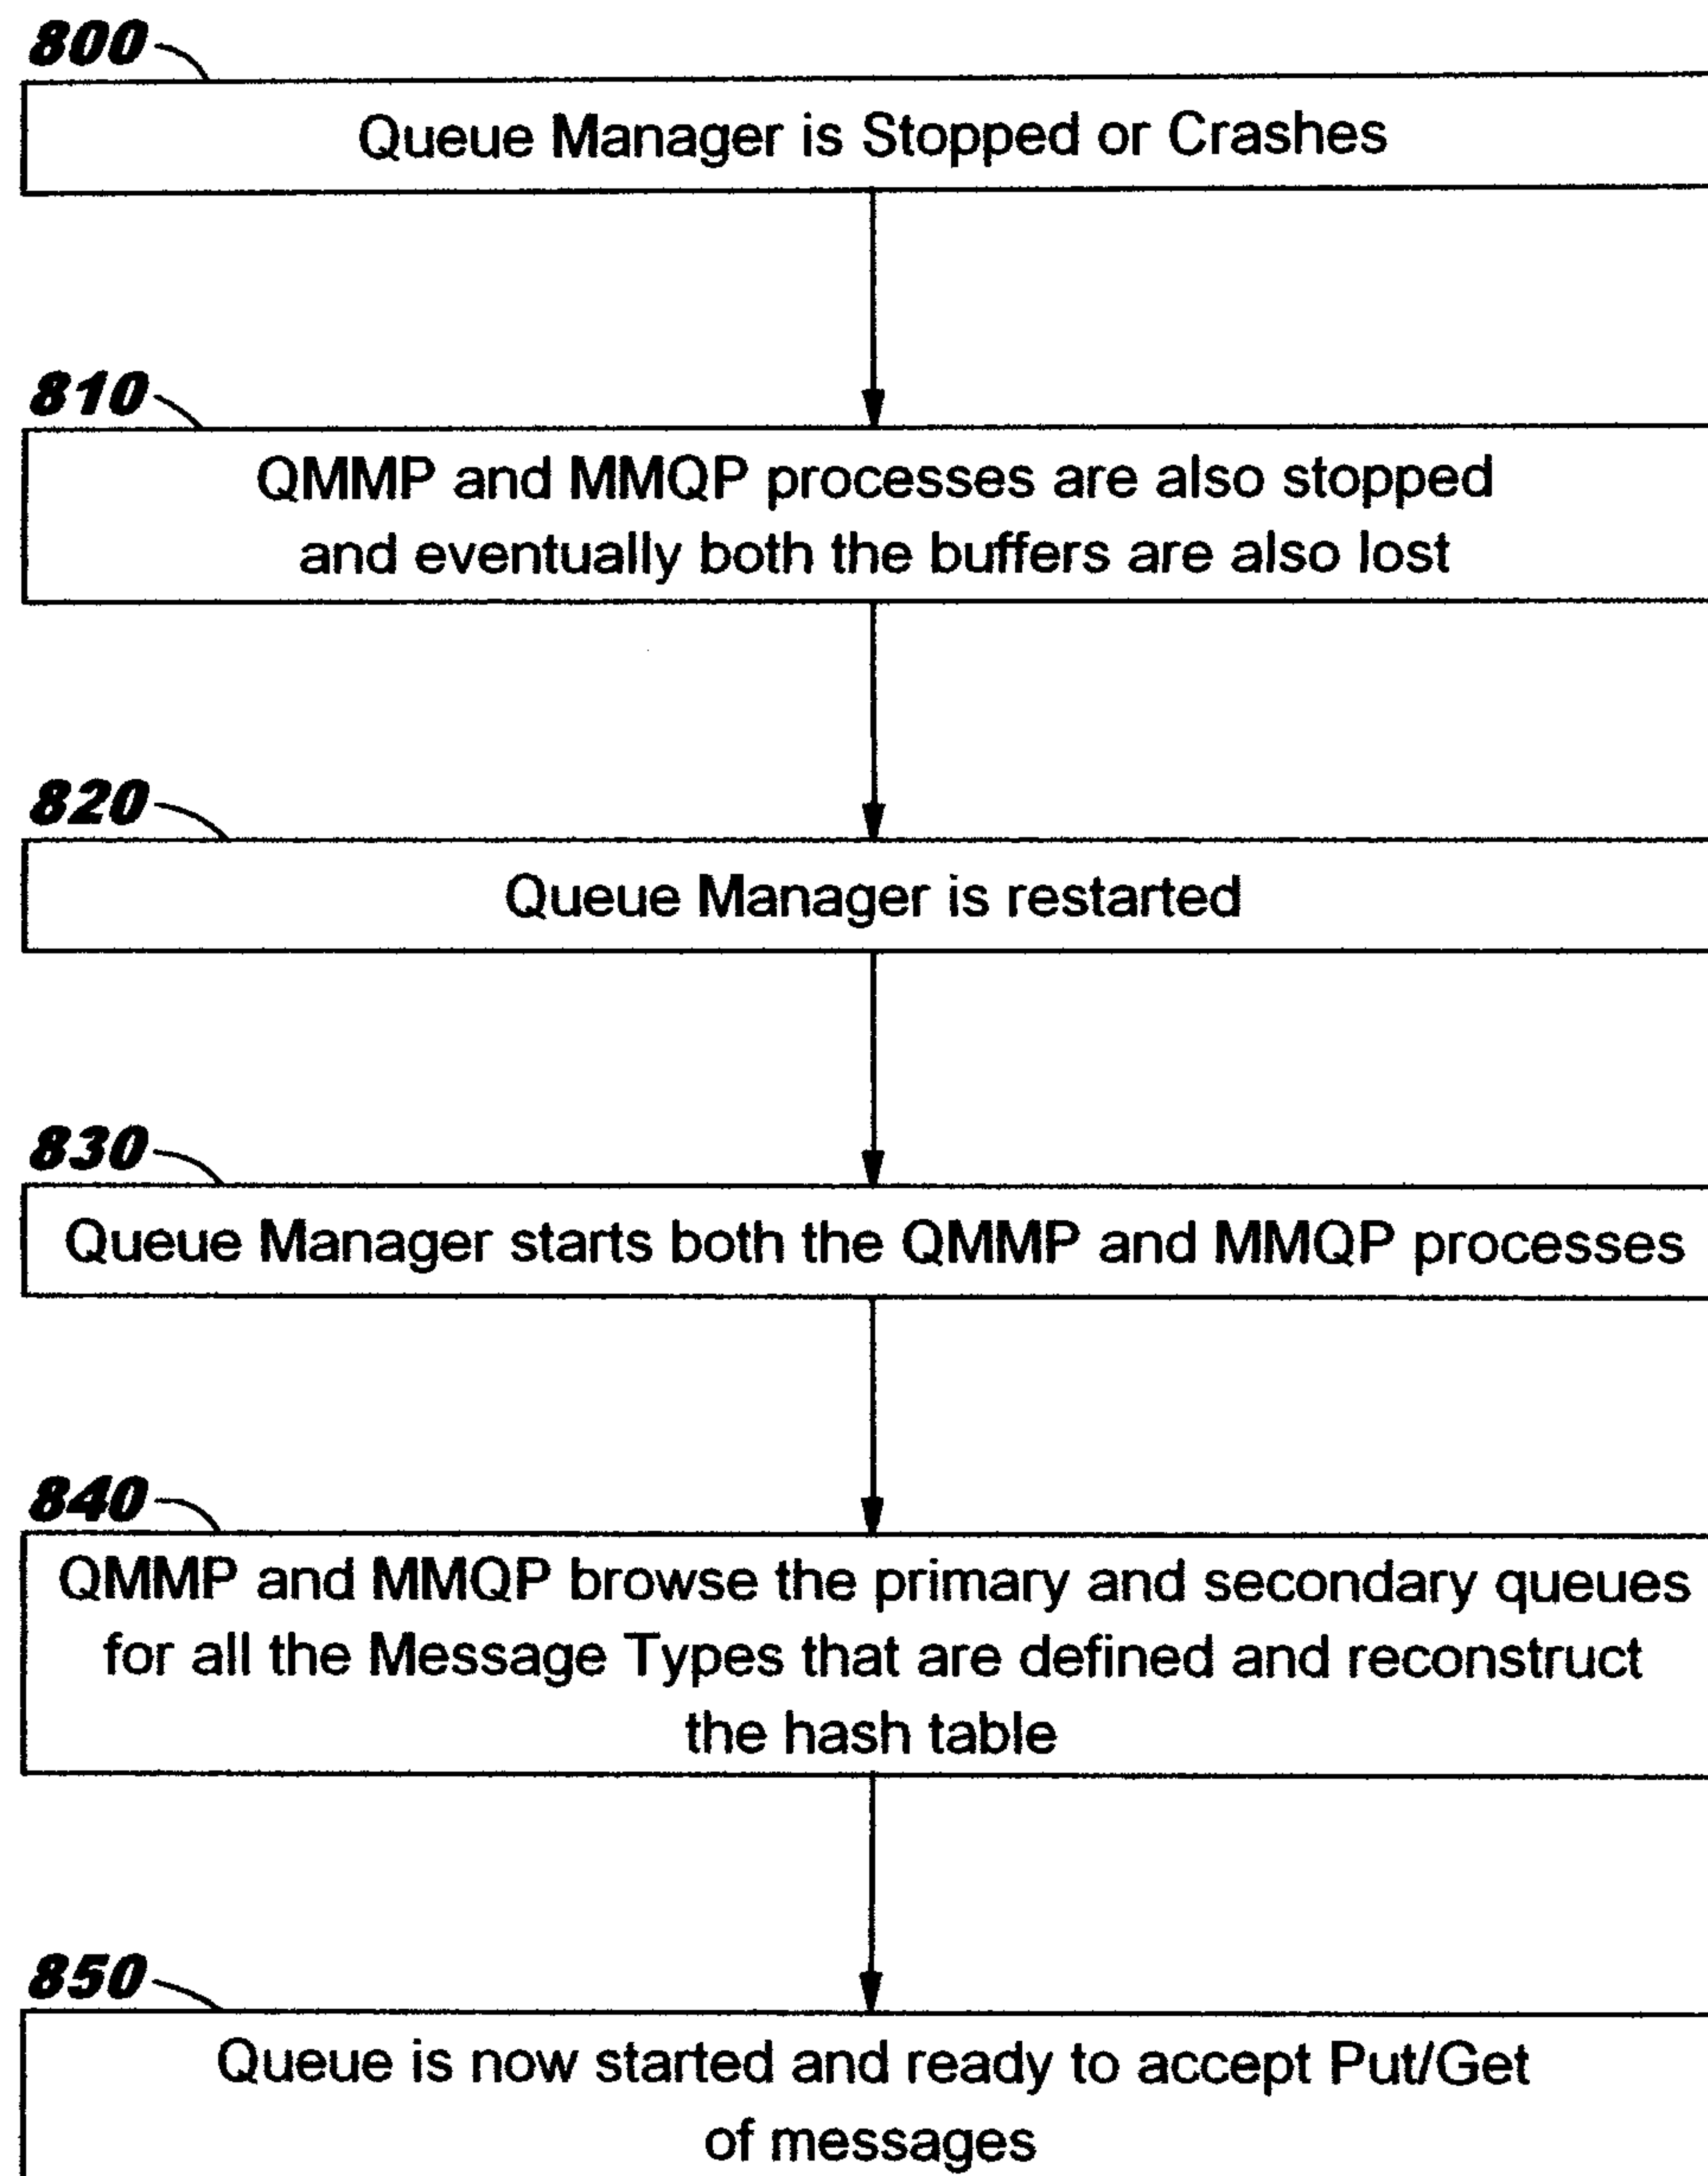 800
Queue Manager is Stopped or Crashes
810
QMMP and MMQP processes are also stopped
and eventually both the buffers are also lost
820
Queue Manager is restarted
830
Queue Manager starts both the QMMP and MMQP processes
840
QMMP and MMQP browse the primary and secondary queues
for all the Message Types that are defined and reconstruct
the hash table
850
Queue is now started and ready to accept Put/Get
of messages